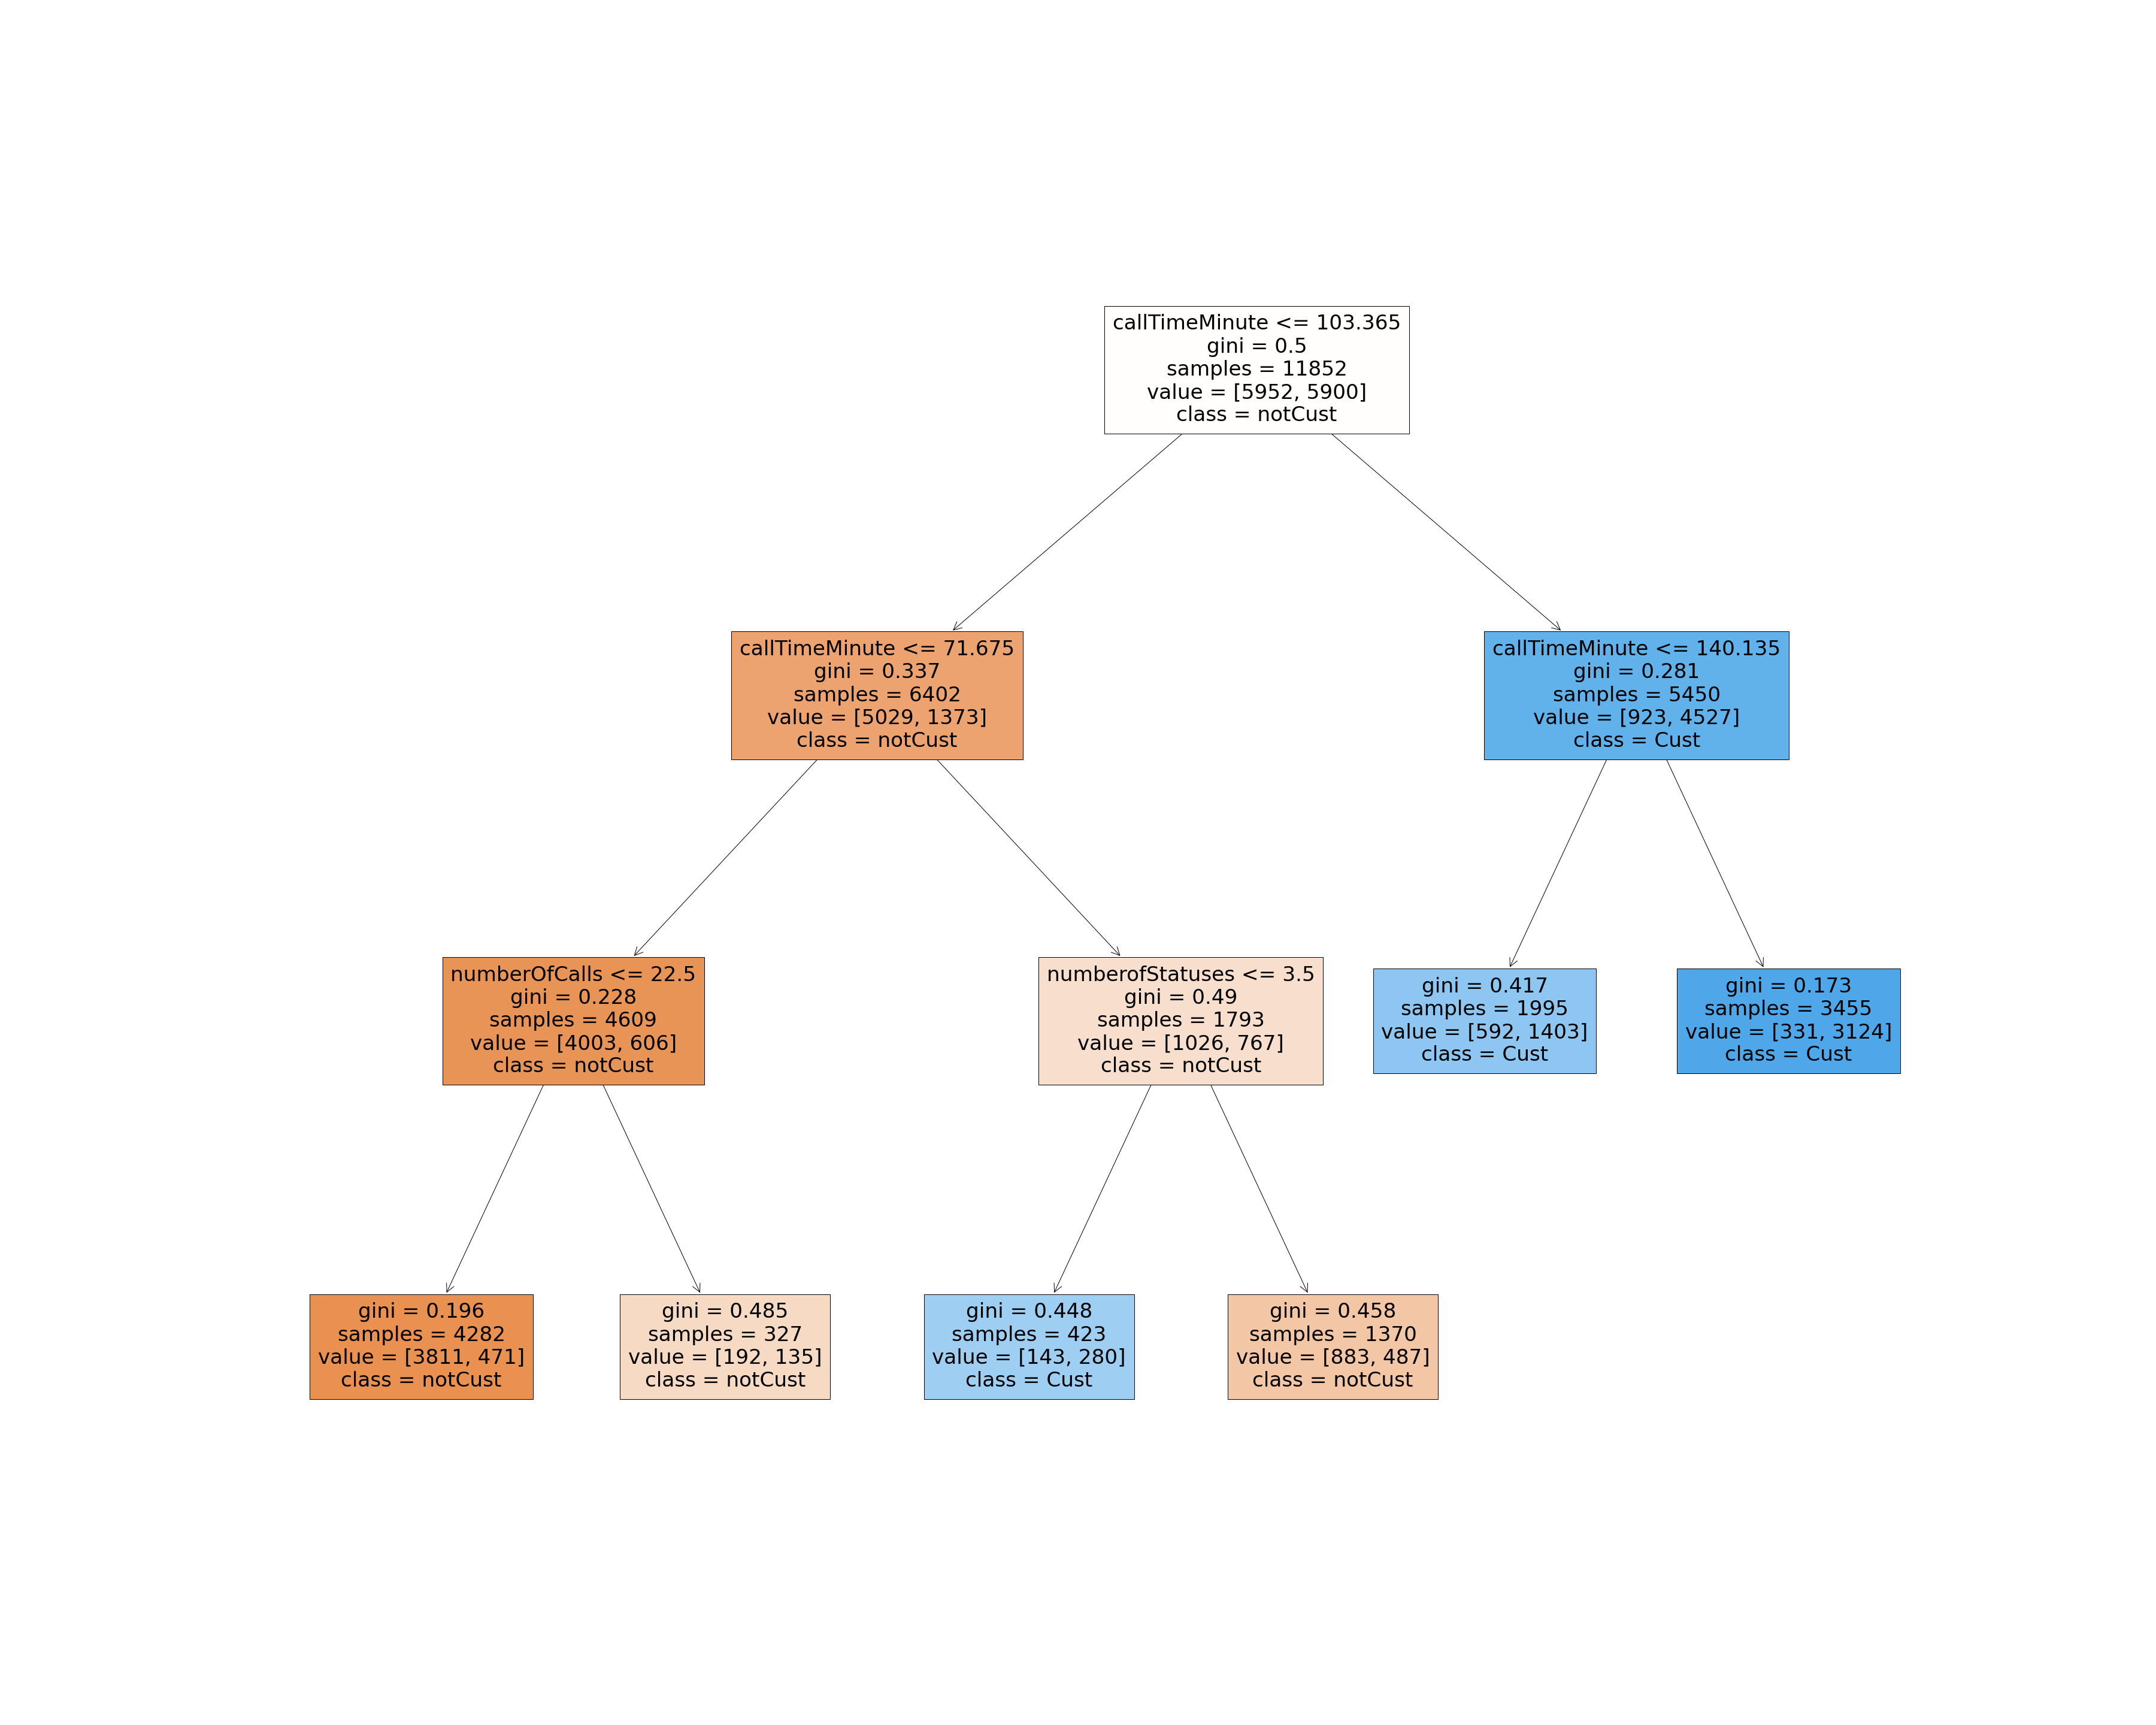 callTimeMinute <= 103.365
gini = 0.5
samples = 11852
value = [5952, 5900]
class = notCust
callTimeMinute <= 71.675
gini = 0.337
samples = 6402
value = [5029, 1373]
class = notCust
callTimeMinute <= 140.135
gini = 0.281
samples = 5450
value = [923, 4527]
class = Cust
numberOfCalls <= 22.5
gini = 0.228
samples = 4609
value = [4003, 606]
class = notCust
numberofStatuses <= 3.5
gini = 0.49
samples = 1793
value = [1026, 767]
class = notCust
gini = 0.417
samples = 1995
value = [592, 1403]
class = Cust
gini = 0.173
samples = 3455
value = [331, 3124]
class = Cust
gini = 0.196
samples = 4282
value = [3811, 471]
class = notCust
gini = 0.485
samples = 327
value = [192, 135]
class = notCust
gini = 0.448
samples = 423
value = [143, 280]
class = Cust
gini = 0.458
samples = 1370
value = [883, 487]
class = notCust